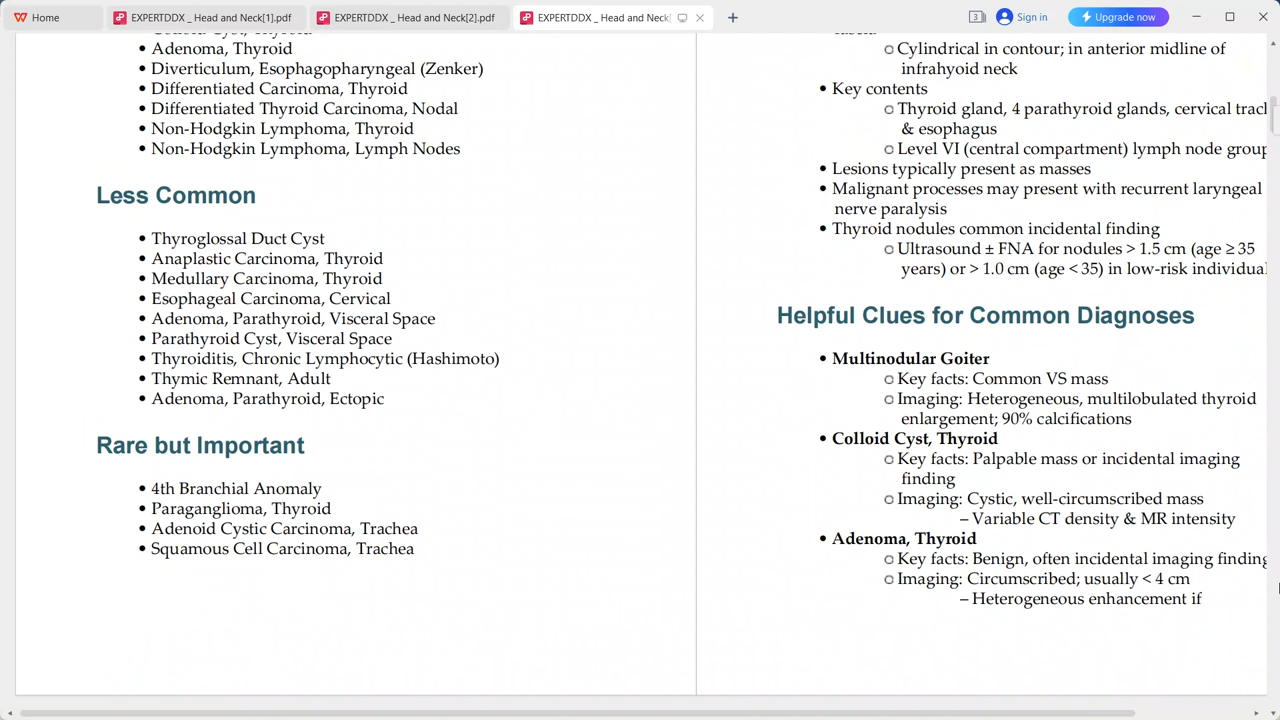 Home
EXPERTDDX _ Head and Neck[1].pdf
EXPERTDDX _ Head and Neck[2].pdf
EXPERTDDX _ Head and Neck[
3
Sign in
Upgrade now
• Adenoma, Thyroid
• Diverticulum, Esophagopharyngeal (Zenker)
• Differentiated Carcinoma, Thyroid
• Differentiated Thyroid Carcinoma, Nodal
• Non-Hodgkin Lymphoma, Thyroid
• Non-Hodgkin Lymphoma, Lymph Nodes
Less Common
• Thyroglossal Duct Cyst
• Anaplastic Carcinoma, Thyroid
• Medullary Carcinoma, Thyroid
• Esophageal Carcinoma, Cervical
• Adenoma, Parathyroid, Visceral Space
• Parathyroid Cyst, Visceral Space
• Thyroiditis, Chronic Lymphocytic (Hashimoto)
• Thymic Remnant, Adult
• Adenoma, Parathyroid, Ectopic
Rare but Important
• 4th Branchial Anomaly
• Paraganglioma, Thyroid
• Adenoid Cystic Carcinoma, Trachea
• Squamous Cell Carcinoma, Trachea
○ Cylindrical in contour; in anterior midline of
infrahyoid neck
• Key contents
○ Thyroid gland, 4 parathyroid glands, cervical
& esophagus
○ Level VI (central compartment) lymph node group
• Lesions typically present as masses
• Malignant processes may present with recurrent laryngeal
nerve paralysis
• Thyroid nodules common incidental finding
○ Ultrasound ± FNA for nodules > 1.5 cm (age ≥ 35
years) or > 1.0 cm (age < 35) in low-risk individual
Helpful Clues for Common Diagnoses
• Multinodular Goiter
○ Key facts: Common VS mass
○ Imaging: Heterogeneous, multilobulated thyroid
enlargement; 90% calcifications
• Colloid Cyst, Thyroid
○ Key facts: Palpable mass or incidental imaging
finding
○ Imaging: Cystic, well-circumscribed mass
– Variable CT density & MR intensity
• Adenoma, Thyroid
○ Key facts: Benign, often incidental imaging finding
○ Imaging: Circumscribed; usually < 4 cm
– Heterogeneous enhancement if